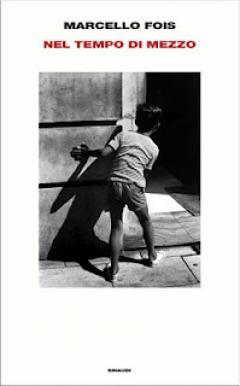 MARCELLO FOIS
NEL TEMPO DI MEZZO
EINAUDI